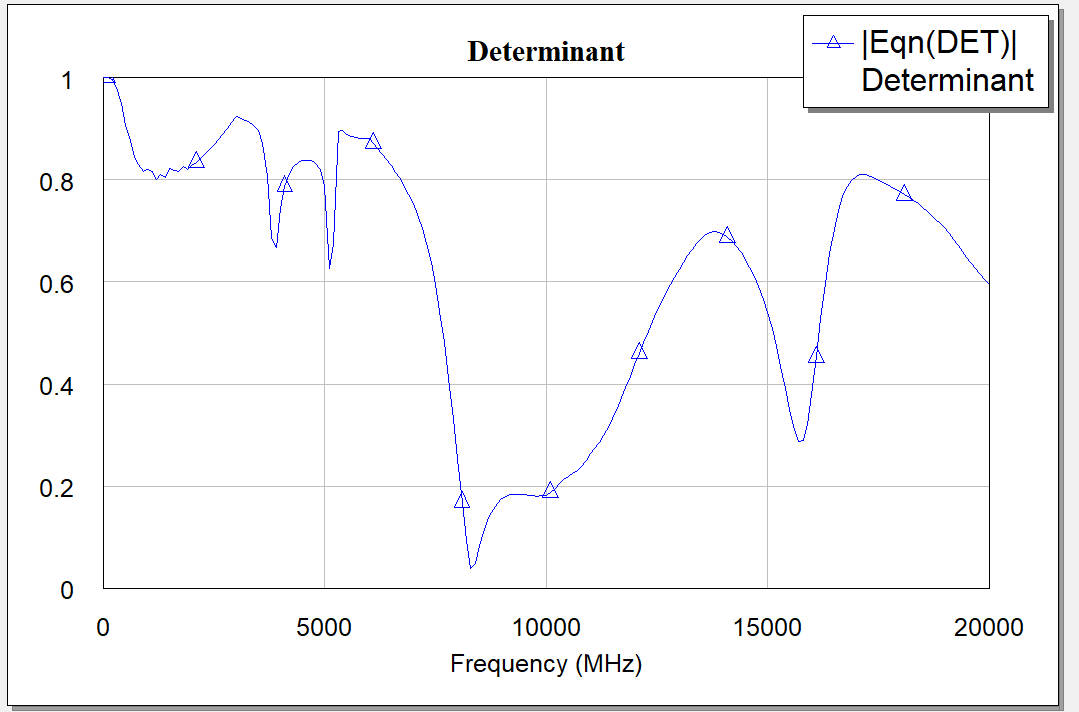 Determinant
|Eqn(DET)|
Determinant
1
0.8
0.6
0.4
0.2
0
0 5000 10000 15000 20000
Frequency (MHz)